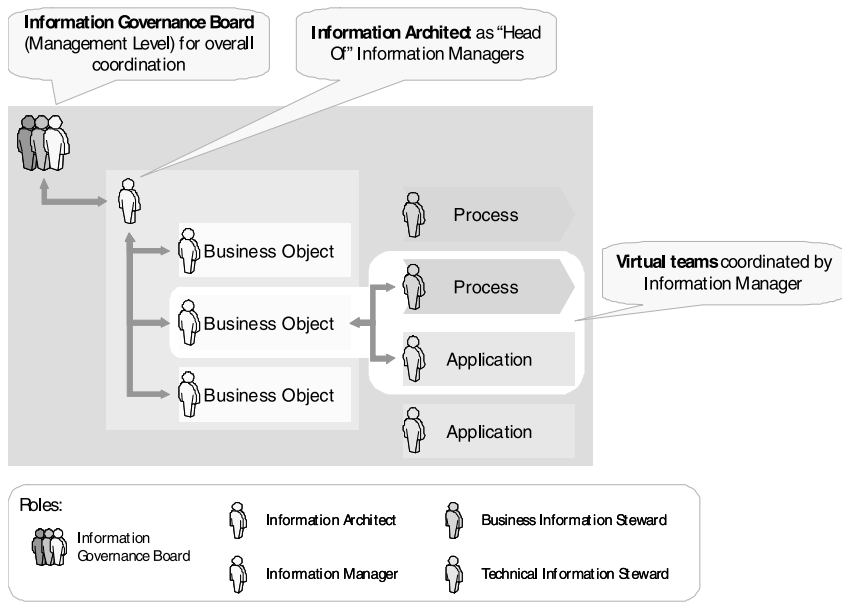 Information Governance Board
(Management Level) for overall
coordination
Information Architect as “Head
Of” Information Managers
Process
Business Object
Process
Virtual teams coordinated by
Information Manager
Business Object
Application
Business Object
Application
Roles:
Information
Governance Board
Information Architect
Business Information Steward
Information Manager
Technical Information Steward